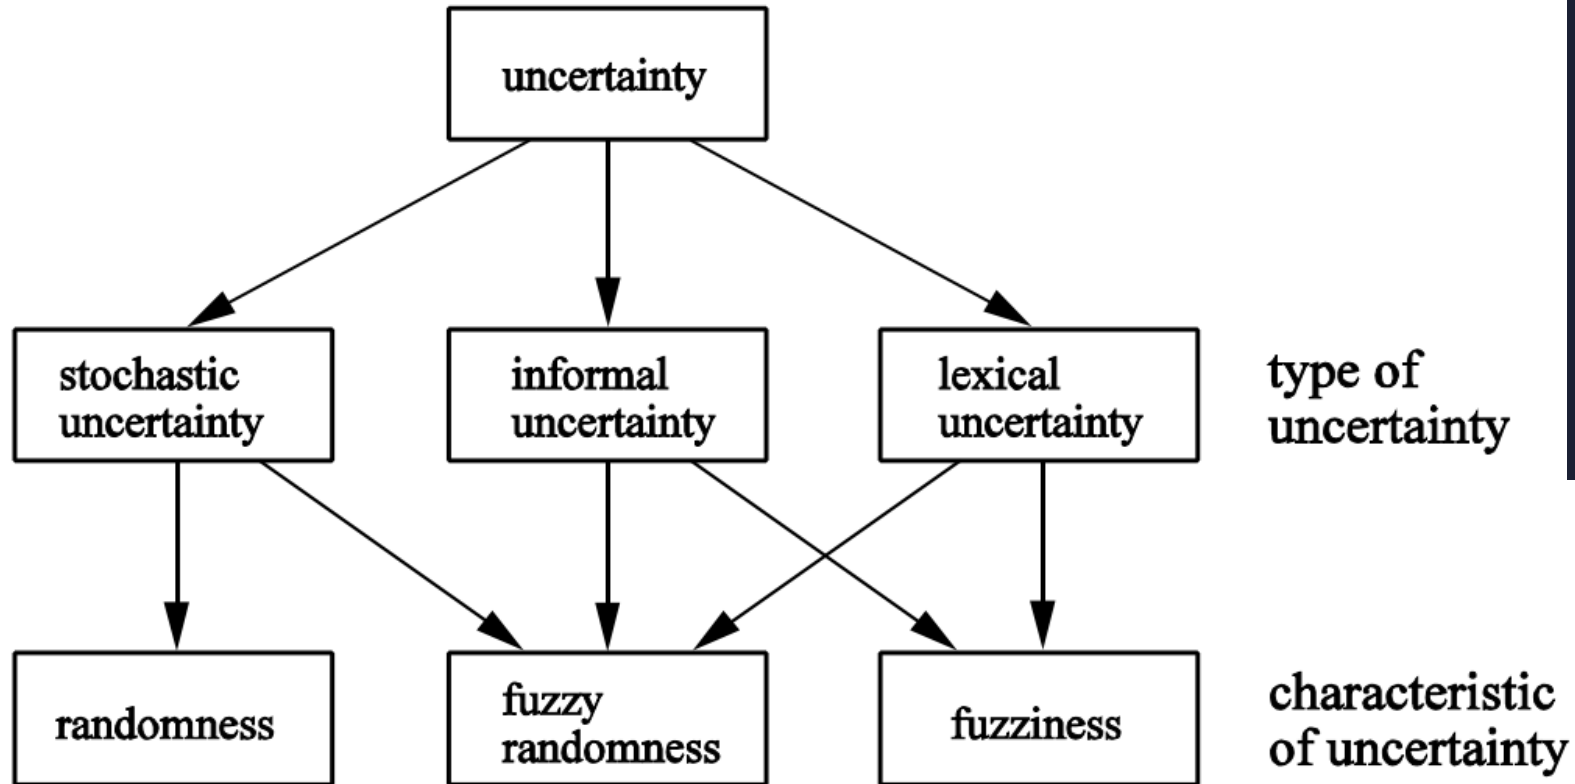 uncertainty
stochastic
uncertainty
informal
uncertainty
lexical
uncertainty
type of
uncertainty
randomness
fuzzy
randomness
fuzziness
characteristic
of uncertainty